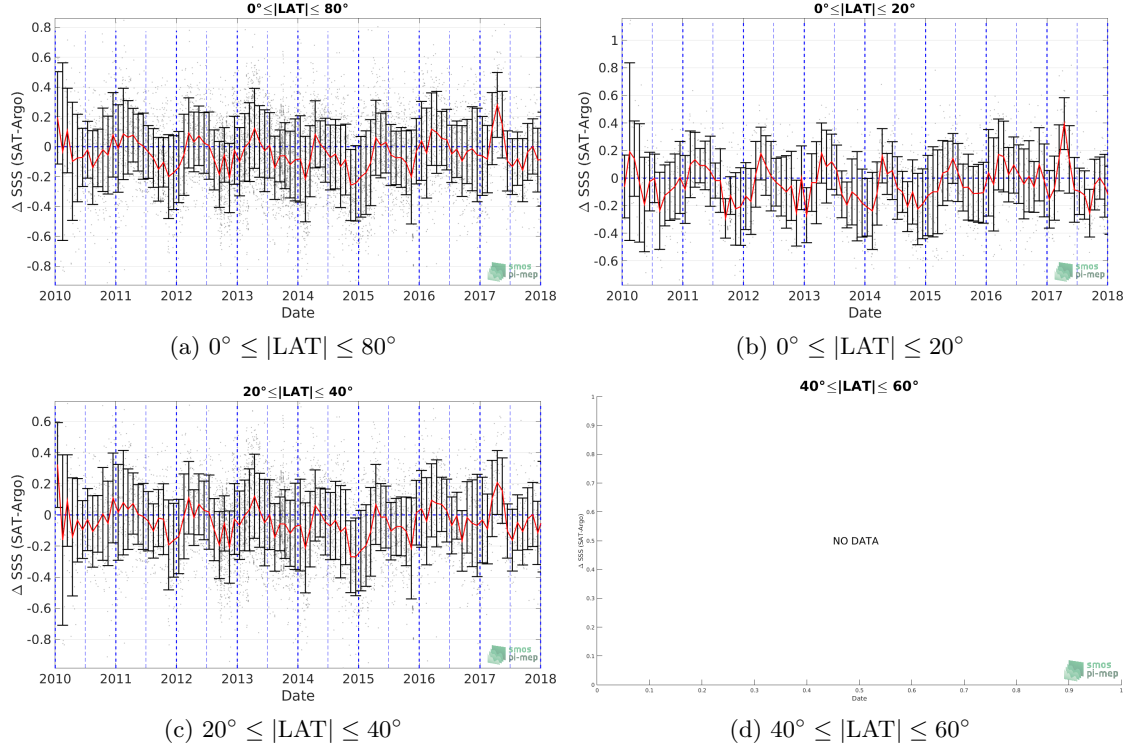 0°≤|LAT|≤ 80°
Δ SSS (SAT-Argo)
0.8
0.6
0.4
0.2
0
-0.2
-0.4
-0.6
-0.8
2010 2011 2012 2013 2014 2015 2016 2017 2018
Date
smos
pi-mep
(a) 0° ≤ |LAT| ≤ 80°
0°≤|LAT|≤ 20°
Δ SSS (SAT-Argo)
1
0.8
0.6
0.4
0.2
0
-0.2
-0.4
-0.6
2010 2011 2012 2013 2014 2015 2016 2017 2018
Date
smos
pi-mep
(b) 0° ≤ |LAT| ≤ 20°
20°≤|LAT|≤ 40°
Δ SSS (SAT-Argo)
0.6
0.4
0.2
0
-0.2
-0.4
-0.6
-0.8
2010 2011 2012 2013 2014 2015 2016 2017 2018
Date
smos
pi-mep
(c) 20° ≤ |LAT| ≤ 40°
40°≤|LAT|≤ 60°
Δ SSS (SAT-Argo)
1
0.9
0.8
0.7
0.6
0.5
0.4
0.3
0.2
0.1
0
NO DATA
0 0.1 0.2 0.3 0.4 0.5 0.6 0.7 0.8 0.9 1
Date
smos
pi-mep
(d) 40° ≤ |LAT| ≤ 60°